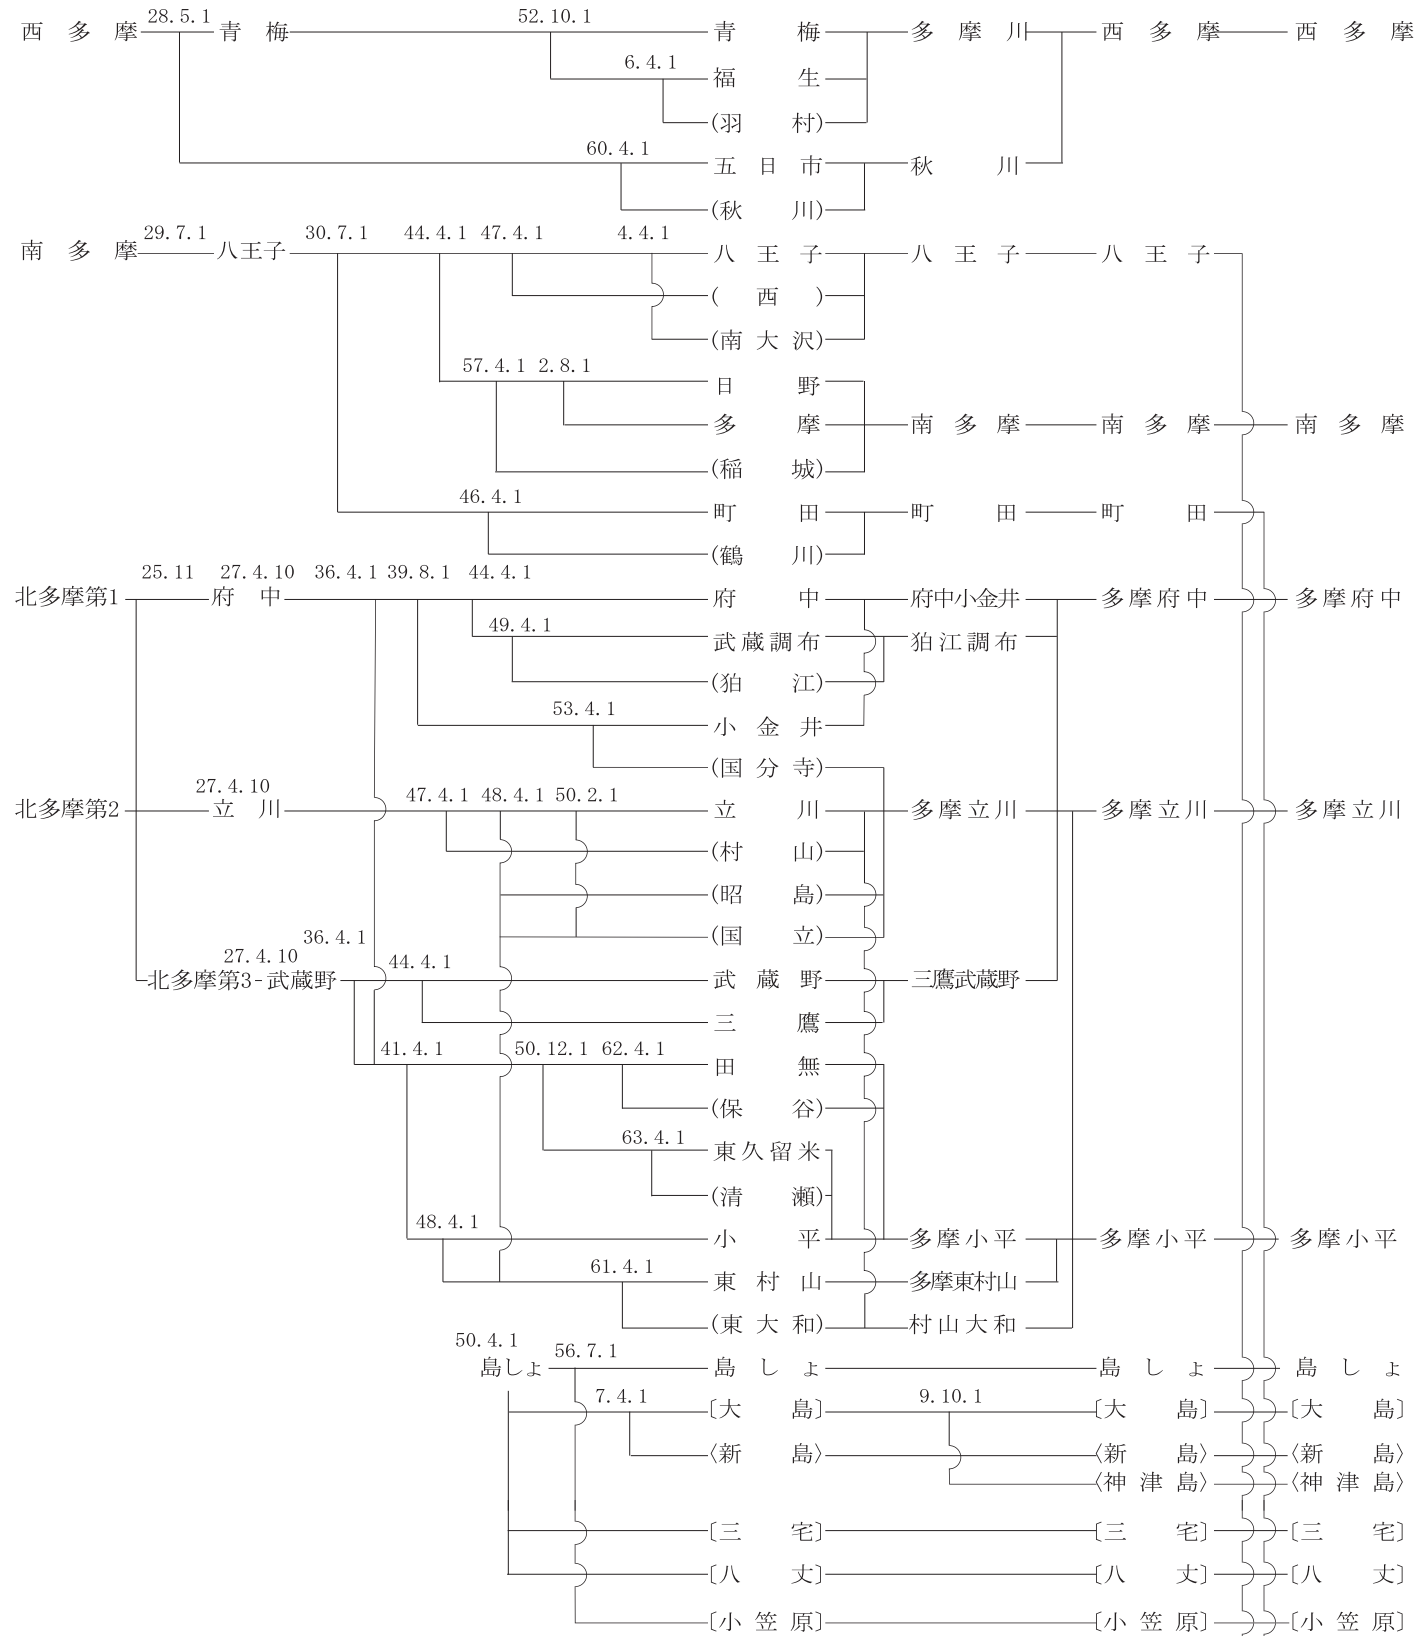 28.5.1 52.10.1
西多摩 青梅 青梅 多摩川 西多摩 西多摩
6.4.1
福生
(羽村)
60.4.1
五日市 秋川
(秋川)
29.7.1 30.7.1 44.4.1 47.4.1 4.4.1
南多摩 八王子 八王子 八王子 八王子
(西)
(南大沢)
57.4.1 2.8.1
日野
多摩 南多摩 南多摩 南多摩
(稲城)
46.4.1
町田 町田 町田
(鶴川)
25.11 27.4.10 36.4.1 39.8.1 44.4.1
北多摩第1 府中 府中 府中小金井 多摩府中 多摩府中
49.4.1
武蔵調布 狛江調布
(狛江)
53.4.1
小金井
(国分寺)
27.4.10 47.4.1 48.4.1 50.2.1
北多摩第2 立川 立川 多摩立川 多摩立川 多摩立川
(村山)
(昭島)
(国立)
27.4.10 36.4.1 44.4.1
北多摩第3-武蔵野 武蔵野 三鷹武蔵野
三鷹
41.4.1 50.12.1 62.4.1
田無
(保谷)
63.4.1
東久留米
(清瀬)
48.4.1
小平 多摩小平 多摩小平 多摩小平
61.4.1
東村山 多摩東村山
(東大和) 村山大和
50.4.1 56.7.1
島しょ 島しょ 島しょ 島しょ
7.4.1 9.10.1
〔大島〕 〔大島〕 〔大島〕
〈新島〉 〈新島〉 〈新島〉
〈神津島〉 〈神津島〉
〔三宅〕 〔三宅〕 〔三宅〕
〔八丈〕 〔八丈〕 〔八丈〕
〔小笠原〕 〔小笠原〕 〔小笠原〕